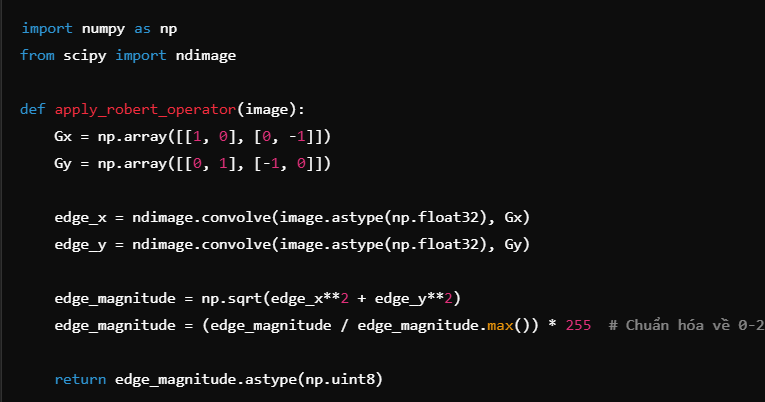 import numpy as np
from scipy import ndimage
def apply_robert_operator(image):
    Gx = np.array([[1, 0], [0, -1]])
    Gy = np.array([[0, 1], [-1, 0]])
    edge_x = ndimage.convolve(image.astype(np.float32), Gx)
    edge_y = ndimage.convolve(image.astype(np.float32), Gy)
    edge_magnitude = np.sqrt(edge_x**2 + edge_y**2)
    edge_magnitude = (edge_magnitude / edge_magnitude.max()) * 255  # Chuẩn hóa về 0-2
    return edge_magnitude.astype(np.uint8)